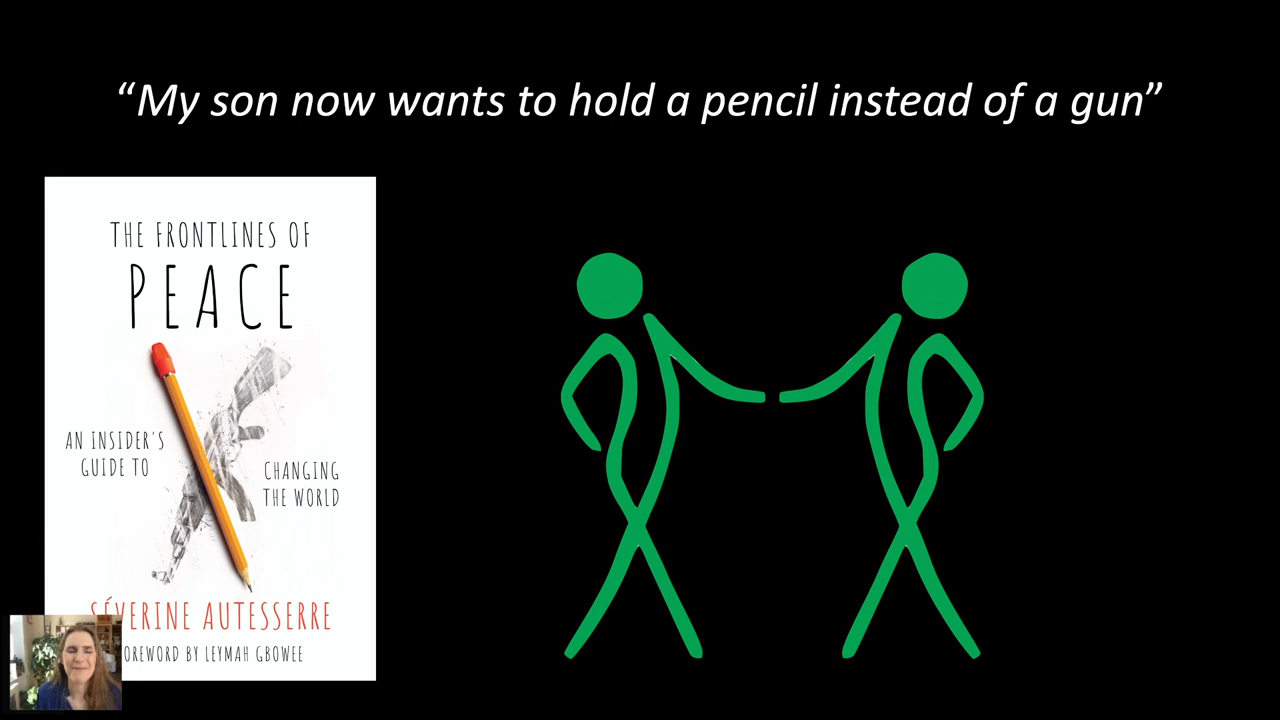 “My son now wants to hold a pencil instead of a gun”
THE FRONTLINES OF
PEACE
AN INSIDER'S
GUIDE TO
CHANGING
THE WORLD
SÉVERINE AUTESSERRE
OREWORD BY LEYMAH GBOWEE